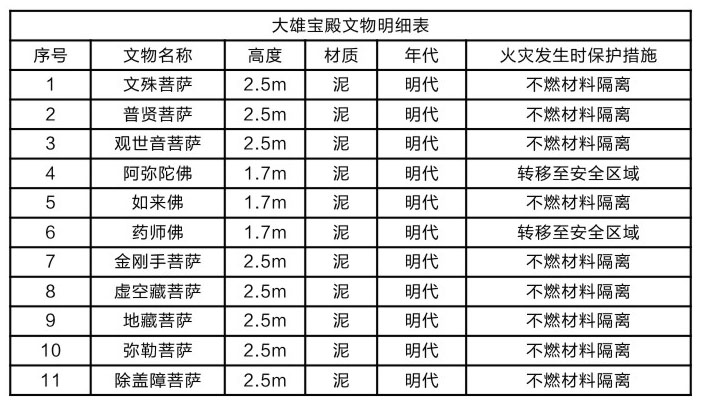 大雄宝殿文物明细表
序号 文物名称 高度 材质 年代 火灾发生时保护措施
1 文殊菩萨 2.5m 泥 明代 不燃材料隔离
2 普贤菩萨 2.5m 泥 明代 不燃材料隔离
3 观世音菩萨 2.5m 泥 明代 不燃材料隔离
4 阿弥陀佛 1.7m 泥 明代 转移至安全区域
5 如来佛 1.7m 泥 明代 不燃材料隔离
6 药师佛 1.7m 泥 明代 转移至安全区域
7 金刚手菩萨 2.5m 泥 明代 不燃材料隔离
8 虚空藏菩萨 2.5m 泥 明代 不燃材料隔离
9 地藏菩萨 2.5m 泥 明代 不燃材料隔离
10 弥勒菩萨 2.5m 泥 明代 不燃材料隔离
11 除盖障菩萨 2.5m 泥 明代 不燃材料隔离